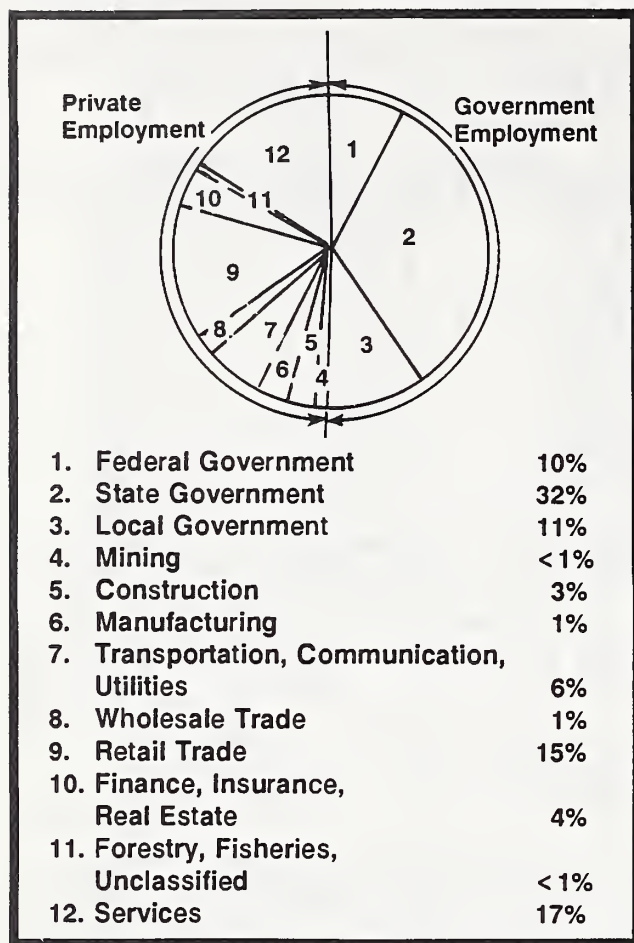 Private
Employment
Government
Employment
12
1
10
11
2
9
8
7
5
3
6
4
1. Federal Government 10%
2. State Government 32%
3. Local Government 11%
4. Mining <1%
5. Construction 3%
6. Manufacturing 1%
7. Transportation, Communication,
Utilities 6%
8. Wholesale Trade 1%
9. Retail Trade 15%
10. Finance, Insurance,
Real Estate 4%
11. Forestry, Fisheries,
Unclassified <1%
12. Services 17%